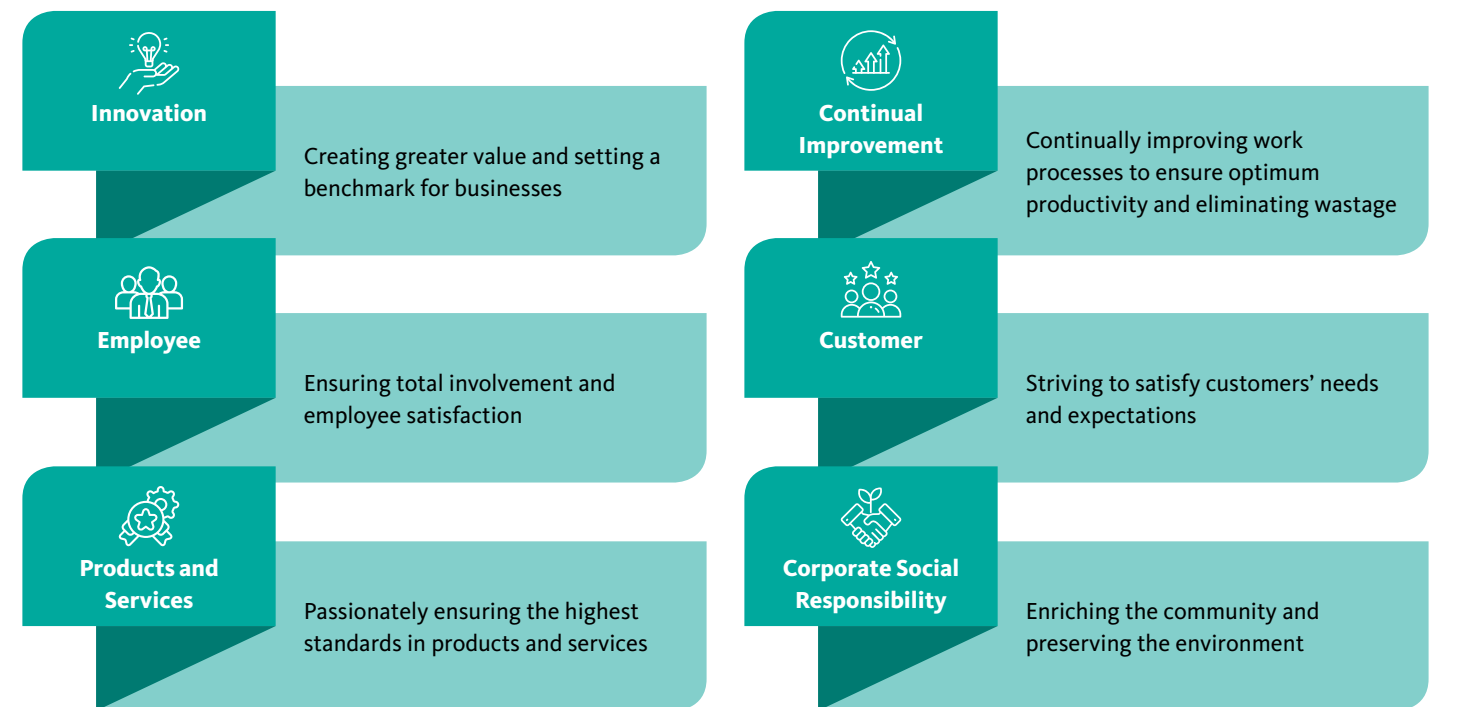 Innovation
Creating greater value and setting a
benchmark for businesses
Continual
Improvement
Continually improving work
processes to ensure optimum
productivity and eliminating wastage
Employee
Ensuring total involvement and
employee satisfaction
Customer
Striving to satisfy customers’ needs
and expectations
Products and
Services
Passionately ensuring the highest
standards in products and services
Corporate Social
Responsibility
Enriching the community and
preserving the environment